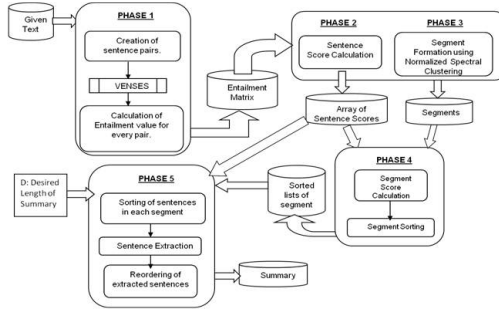 Given
Text
PHASE 1
Creation of
sentence pairs.
VENSES
Calculation of
Entailment value for
every pair.
Entailment
Matrix
PHASE 2
Sentence
Score Calculation
PHASE 3
Segment
Formation using
Normalized Spectral
Clustering
Array of
Sentence Scores
Segments
PHASE 4
Segment
Score
Calculation
Segment Sorting
Sorted
lists of
segment
D: Desired
Length of
Summary
PHASE 5
Sorting of sentences
in each segment
Sentence Extraction
Reordering of
extracted sentences
Summary